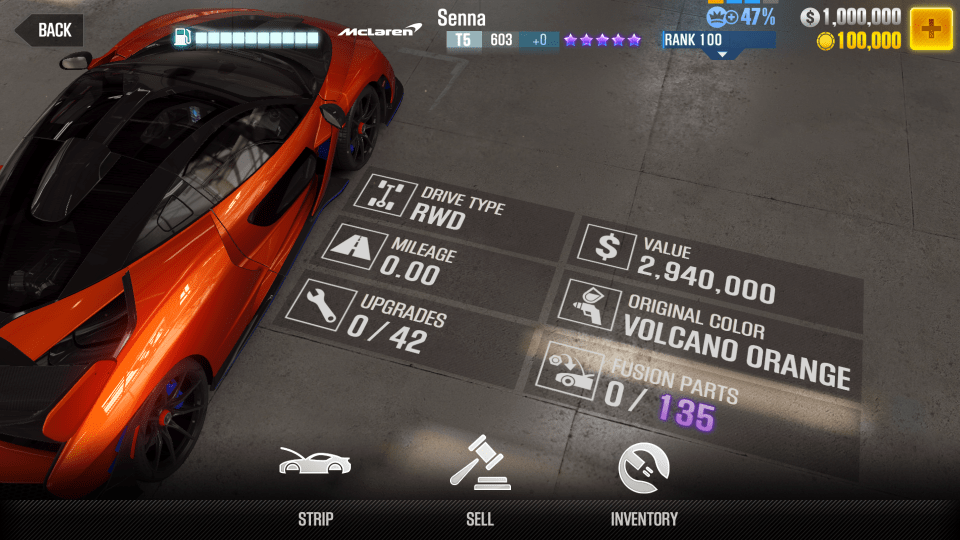 BACK
McLaren
Senna
T5 603 +0
47%
RANK 100
1,000,000
100,000
DRIVE TYPE
RWD
MILEAGE
0.00
UPGRADES
0 / 42
VALUE
2,940,000
ORIGINAL COLOR
VOLCANO ORANGE
FUSION PARTS
0 / 135
STRIP
SELL
INVENTORY